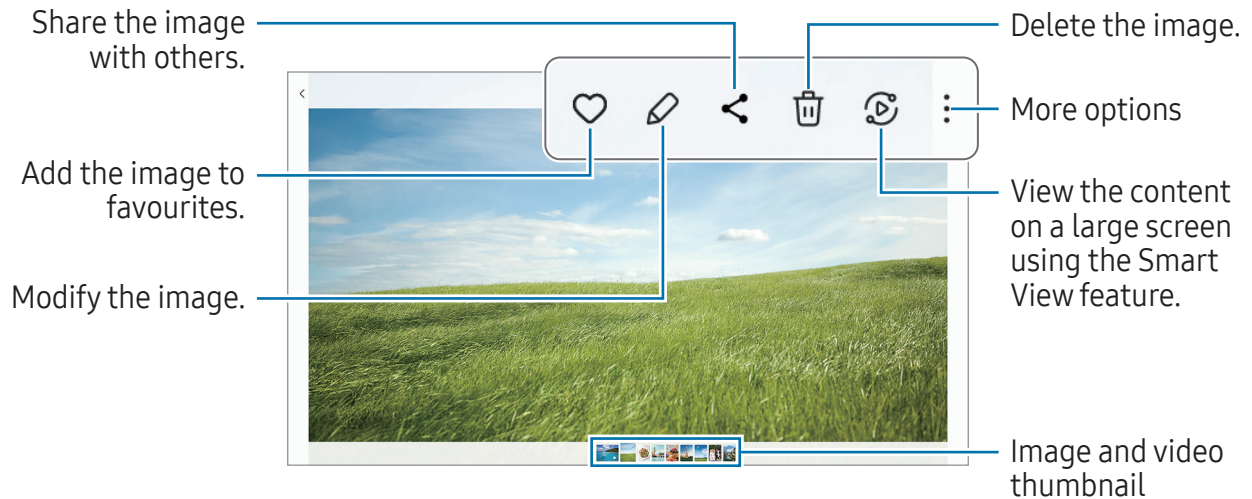 Share the image
with others.
Delete the image.
More options
Add the image to
favourites.
View the content
on a large screen
using the Smart
View feature.
Modify the image.
Image and video
thumbnail